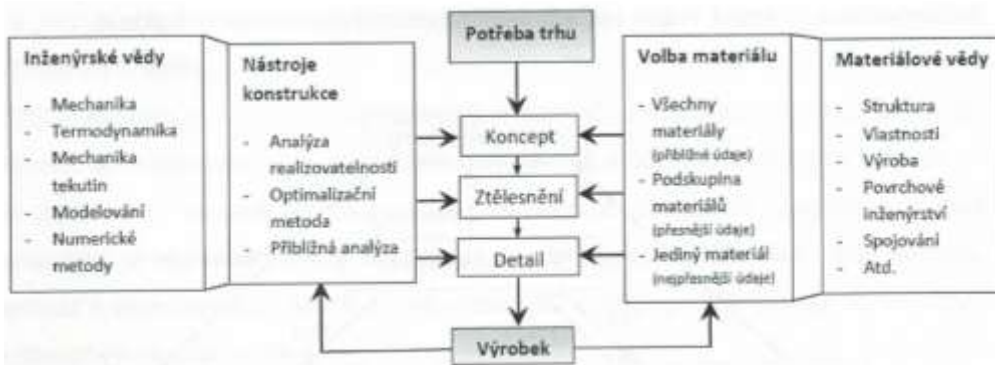 Potřeba trhu
Inženýrské vědy
- Mechanika
- Termodynamika
- Mechanika
tekutin
- Modelování
- Numerické
metody
Nástroje
konstrukce
- Analýza
realizovatelnosti
- Optimalizační
metoda
- Přibližná analýza
Koncept
Ztělesnění
Detail
Výrobek
Volba materiálu
- Všechny
materiály
(přibližné údaje)
- Podskupina
materiálů
(přesnější údaje)
- Jediný materiál
(nejpřesnější údaje)
Materiálové vědy
- Struktura
- Vlastnosti
- Výroba
- Povrchové
inženýrství
- Spojování
- Atd.